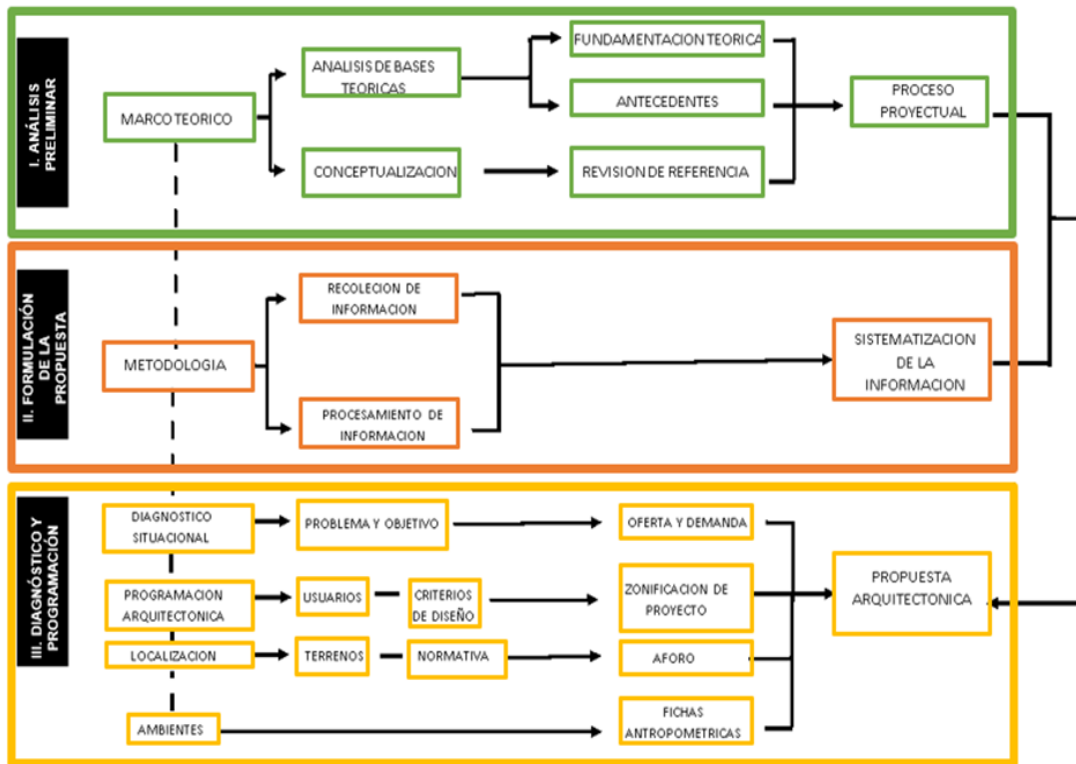 I. ANÁLISIS
PRELIMINAR
MARCO TEORICO
ANALISIS DE BASES
TEORICAS
CONCEPTUALIZACION
FUNDAMENTACION TEORICA
ANTECEDENTES
REVISION DE REFERENCIA
PROCESO
PROYECTUAL
II. FORMULACIÓN
DE LA
PROPUESTA
METODOLOGIA
RECOLECION DE
INFORMACION
PROCESAMIENTO DE
INFORMACION
SISTEMATIZACION
DE LA
INFORMACION
III. DIAGNÓSTICO Y
PROGRAMACIÓN
DIAGNOSTICO
SITUACIONAL
PROBLEMA Y OBJETIVO
OFERTA Y DEMANDA
PROGRAMACION
ARQUITECTONICA
USUARIOS
CRITERIOS
DE DISEÑO
ZONIFICACION DE
PROYECTO
LOCALIZACION
TERRENOS
NORMATIVA
AFORO
AMBIENTES
FICHAS
ANTROPOMETRICAS
PROPUESTA
ARQUITECTONICA